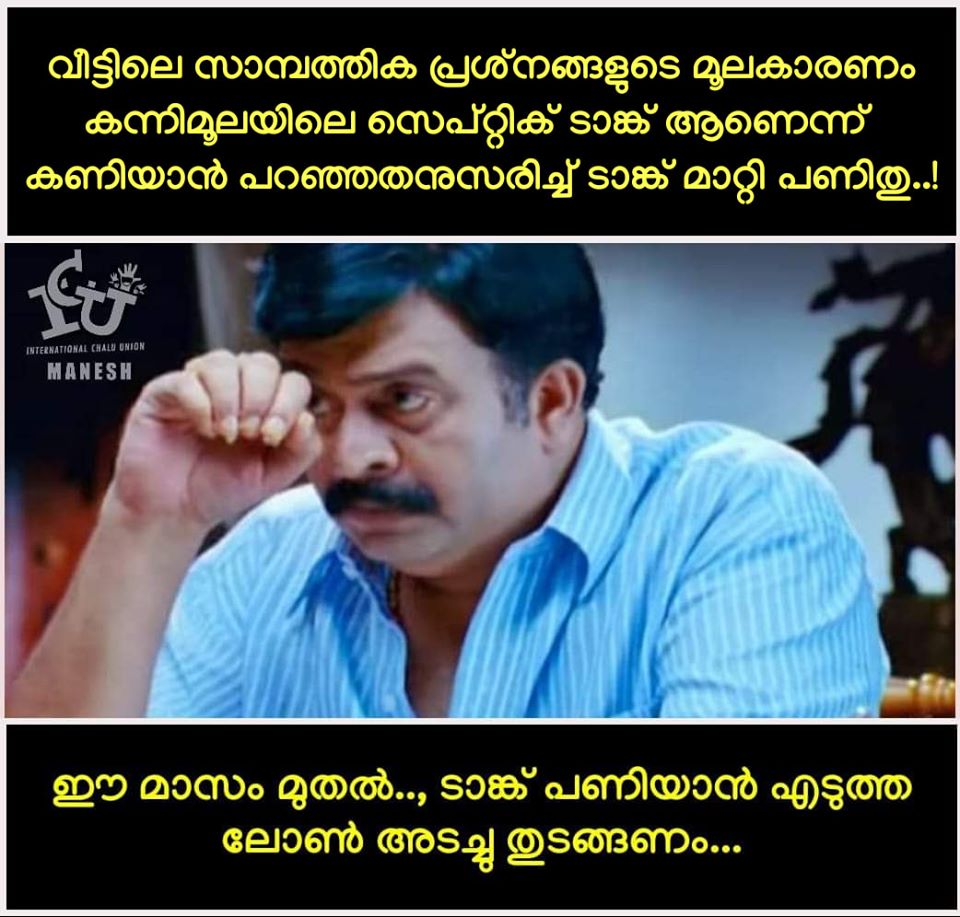 വീട്ടിലെ സാമ്പത്തിക പ്രശ്നങ്ങളുടെ മൂലകാരണം
കന്നിമൂലയിലെ സെപ്റ്റിക് ടാങ്ക് ആണെന്ന്
കണിയാൻ പറഞ്ഞതനുസരിച്ച് ടാങ്ക് മാറ്റി പണിതു..!
ICU
INTERNATIONAL CHALU UNION
MANESH
ഈ മാസം മുതൽ.., ടാങ്ക് പണിയാൻ എടുത്ത
ലോൺ അടച്ചു തുടങ്ങണം...